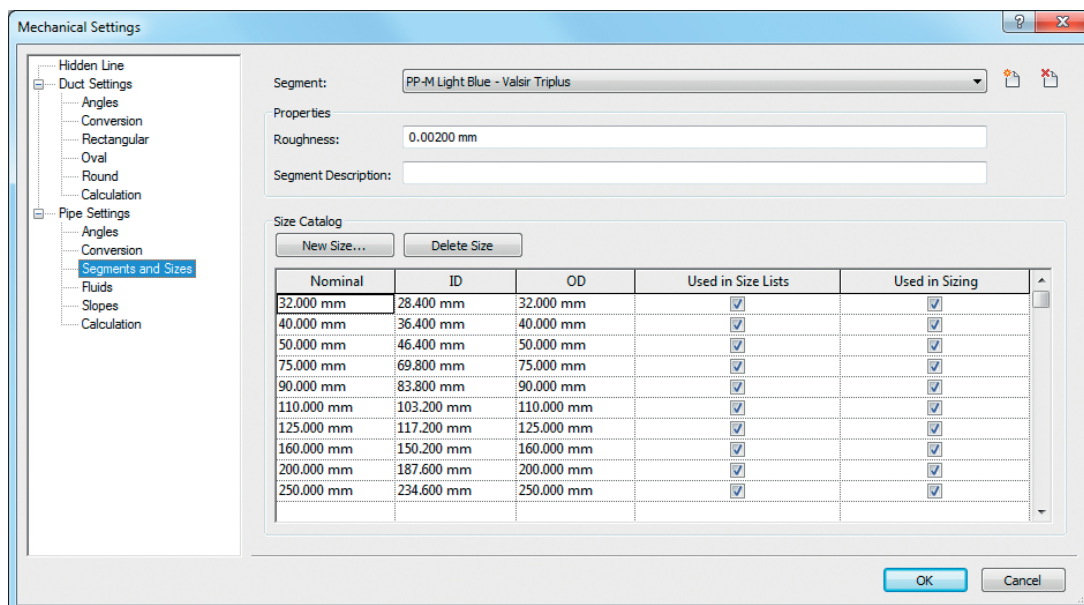 Mechanical Settings
Hidden Line
Duct Settings
Angles
Conversion
Rectangular
Oval
Round
Calculation
Pipe Settings
Angles
Conversion
Segments and Sizes
Fluids
Slopes
Calculation
Segment: PP-M Light Blue - Valsir Triplus
Properties
Roughness: 0.00200 mm
Segment Description:
Size Catalog
New Size... Delete Size
Nominal ID OD Used in Size Lists Used in Sizing
32.000 mm 28.400 mm 32.000 mm
40.000 mm 36.400 mm 40.000 mm
50.000 mm 46.400 mm 50.000 mm
75.000 mm 69.800 mm 75.000 mm
90.000 mm 83.800 mm 90.000 mm
110.000 mm 103.200 mm 110.000 mm
125.000 mm 117.200 mm 125.000 mm
160.000 mm 150.200 mm 160.000 mm
200.000 mm 187.600 mm 200.000 mm
250.000 mm 234.600 mm 250.000 mm
OK Cancel